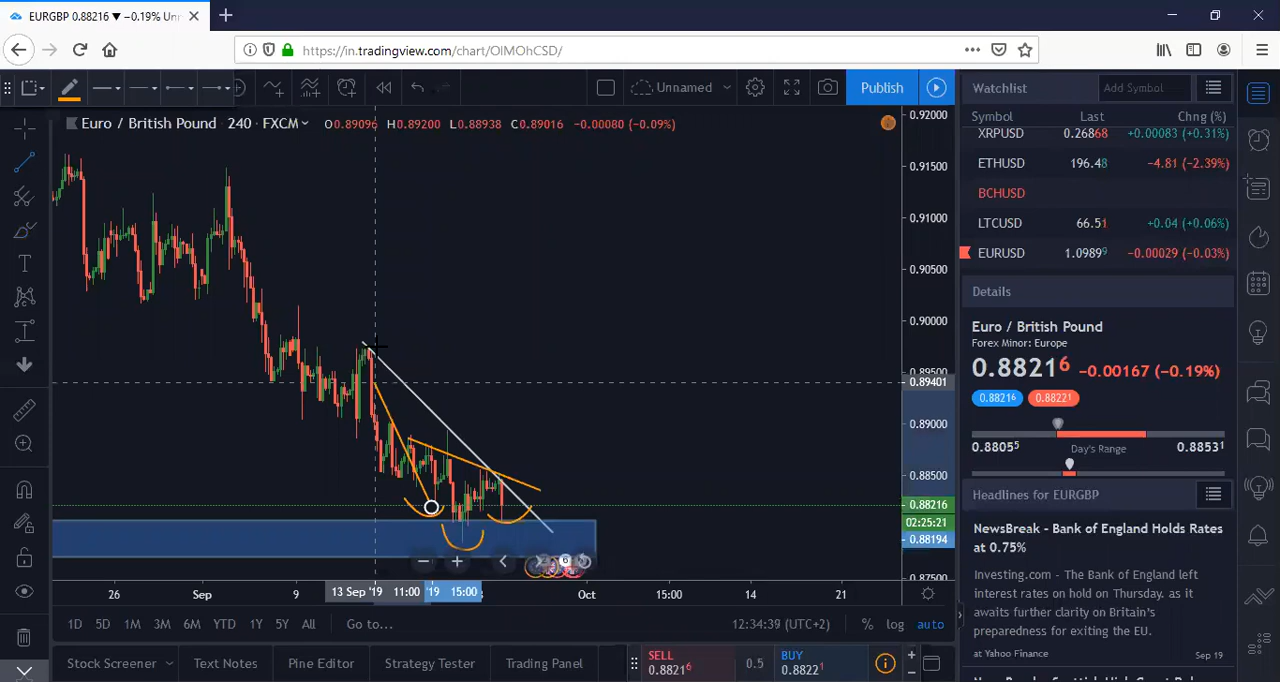 EURGBP 0.88216 ▼ −0.19% Unn
https://in.tradingview.com/chart/OIMOhCSD/
Unnamed
Publish
Euro / British Pound · 240 · FXCM
O0.89096 H0.89200 L0.88938 C0.89016 −0.00080 (−0.09%)
0.92000
0.91500
0.91000
0.90500
0.90000
0.89500
0.89401
0.89000
0.88500
0.88216
02:25:21
0.88194
0.87500
26 Sep 9 13 Sep '19 11:00 '19 15:00 Oct 15:00 14 21
1D 5D 1M 3M 6M YTD 1Y 5Y All Go to... 12:34:39 (UTC+2) % log auto
Stock Screener Text Notes Pine Editor Strategy Tester Trading Panel
SELL
0.88216
0.5
BUY
0.88221
Watchlist Add Symbol
Symbol Last Chng (%)
XRPUSD 0.26868 +0.00083 (+0.31%)
ETHUSD 196.48 −4.81 (−2.39%)
BCHUSD
LTCUSD 66.51 +0.04 (+0.06%)
EURUSD 1.09899 −0.00029 (−0.03%)
Details
Euro / British Pound
Forex Minor: Europe
0.88216 −0.00167 (−0.19%)
0.88216 0.88221
0.88055 Day's Range 0.88531
Headlines for EURGBP
NewsBreak - Bank of England Holds Rates
at 0.75%
Investing.com - The Bank of England left
interest rates on hold on Thursday. as it
awaits further clarity on Britain's
preparedness for exiting the EU.
at Yahoo Finance Sep 19